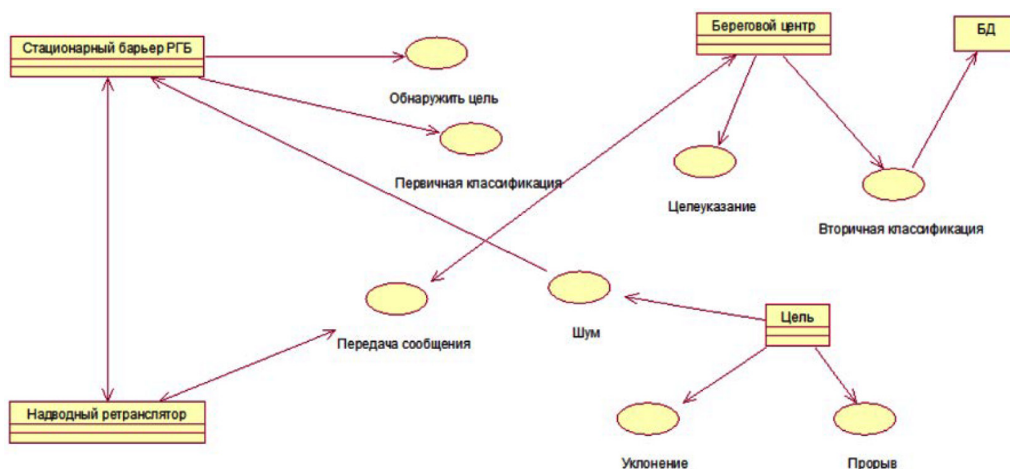 Стационарный барьер РГБ
Береговой центр
БД
Обнаружить цель
Первичная классификация
Целеуказание
Вторичная классификация
Передача сообщения
Шум
Цель
Надводный ретранслятор
Уклонение
Прорыв